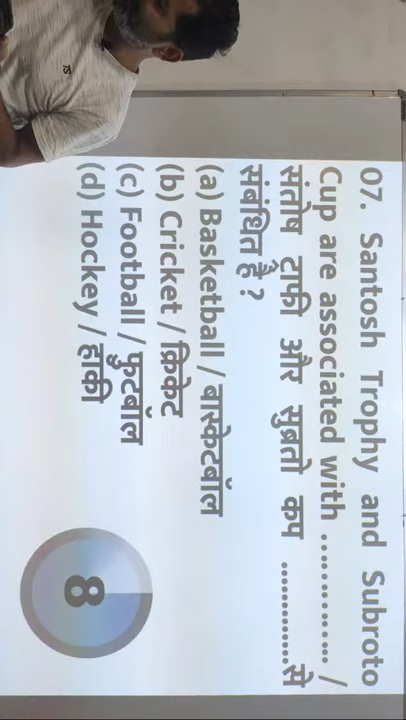 07. Santosh Trophy and Subroto
Cup are associated with .............. /
संतोष ट्राफी और सुब्रतो कप ..............से
संबंधित है ?
(a) Basketball / बास्केटबॉल
(b) Cricket / क्रिकेट
(c) Football / फुटबॉल
(d) Hockey / हॉकी
8